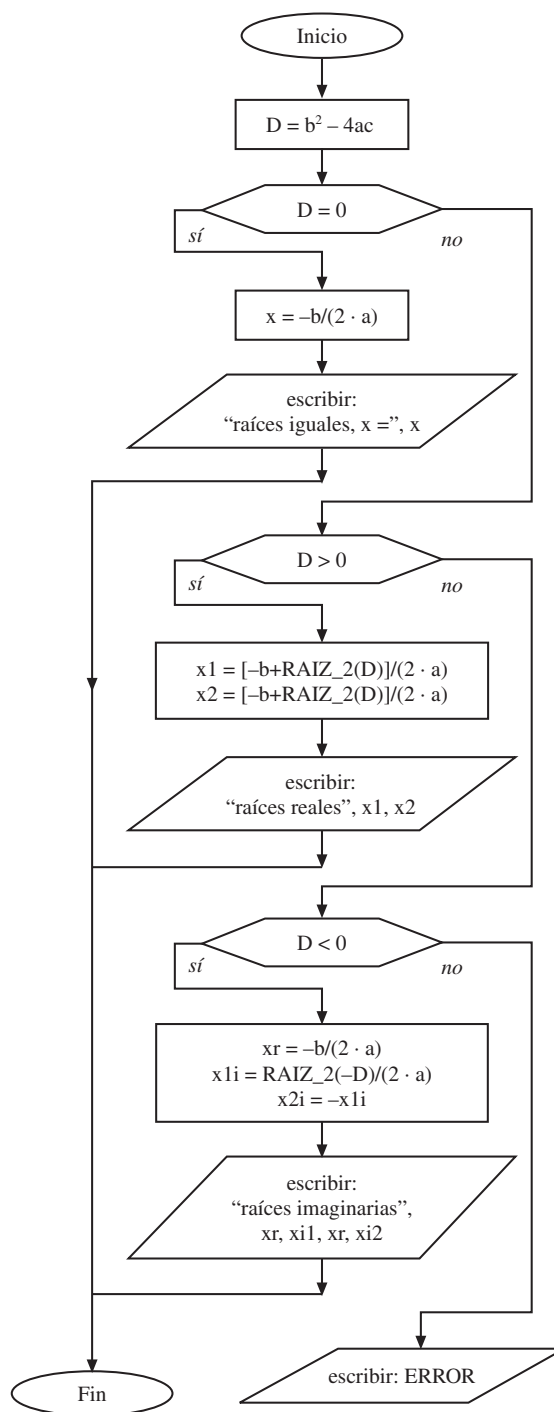 Inicio
D = b² – 4ac
D = 0
sí
no
x = –b/(2 · a)
escribir:
“raíces iguales, x =”, x
D > 0
sí
no
x1 = [–b+RAIZ_2(D)]/(2 · a)
x2 = [–b+RAIZ_2(D)]/(2 · a)
escribir:
“raíces reales”, x1, x2
D < 0
sí
no
xr = –b/(2 · a)
x1i = RAIZ_2(–D)/(2 · a)
x2i = –x1i
escribir:
“raíces imaginarias”,
xr, xi1, xr, xi2
escribir: ERROR
Fin